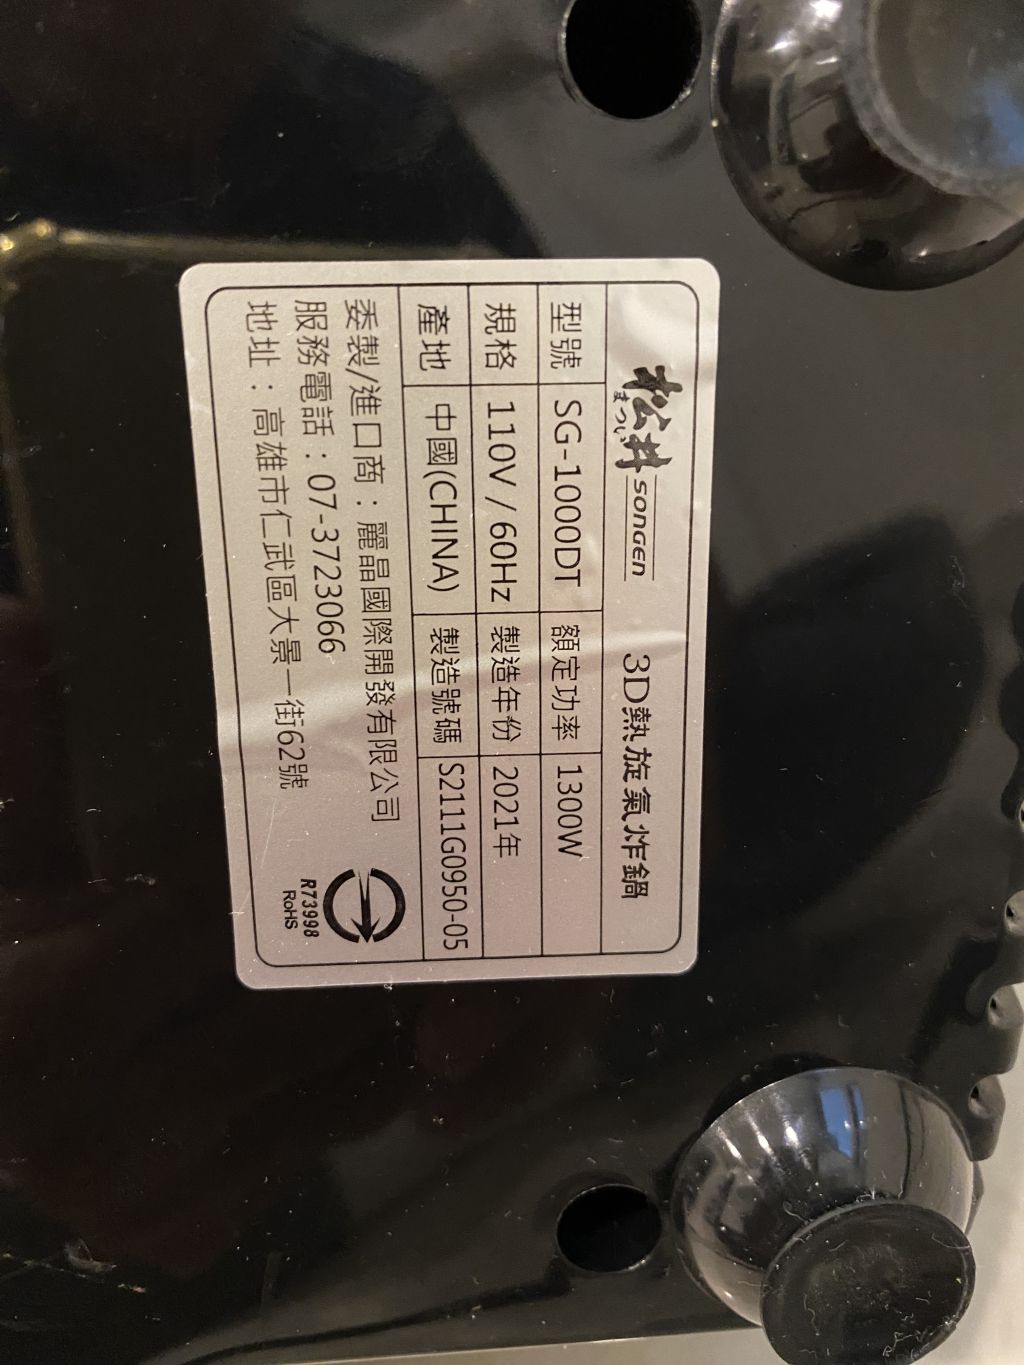 松井 まつい SONGEN 3D熱旋氣炸鍋
型號 SG-1000DT 額定功率 1300W
規格 110V / 60Hz 製造年份 2021年
產地 中國(CHINA) 製造號碼 S2111G0950-05
委製/進口商：麗晶國際開發有限公司
服務電話：07-3723066
地址：高雄市仁武區大景一街62號
R73998
RoHS